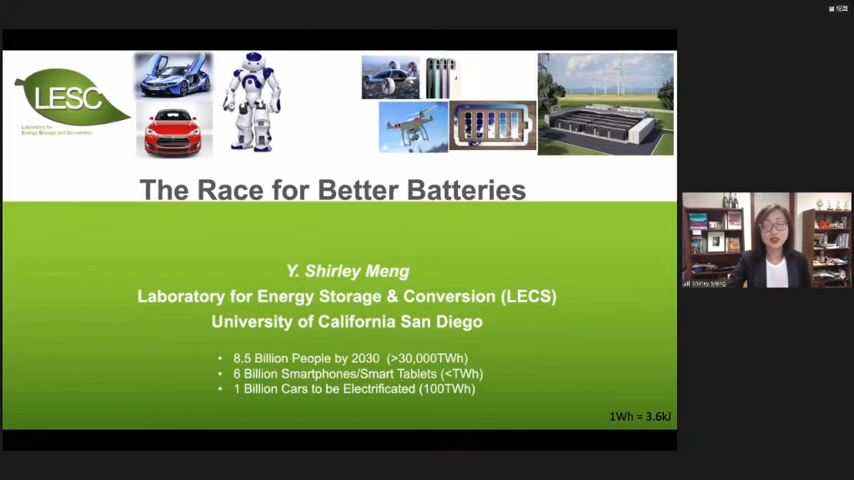 LESC
Laboratory for
Energy Storage and Conversion
The Race for Better Batteries
Y. Shirley Meng
Laboratory for Energy Storage & Conversion (LECS)
University of California San Diego
• 8.5 Billion People by 2030 (>30,000TWh)
• 6 Billion Smartphones/Smart Tablets (<TWh)
• 1 Billion Cars to be Electrificated (100TWh)
1Wh = 3.6kJ
Shirley Meng